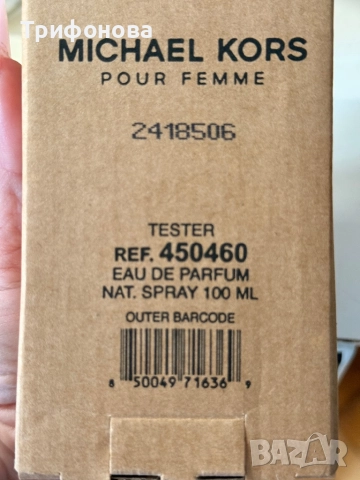 Трифонова
MICHAEL KORS
POUR FEMME
2418506
TESTER
REF. 450460
EAU DE PARFUM
NAT. SPRAY 100 ML
OUTER BARCODE
8 50049 71636 9
bazar